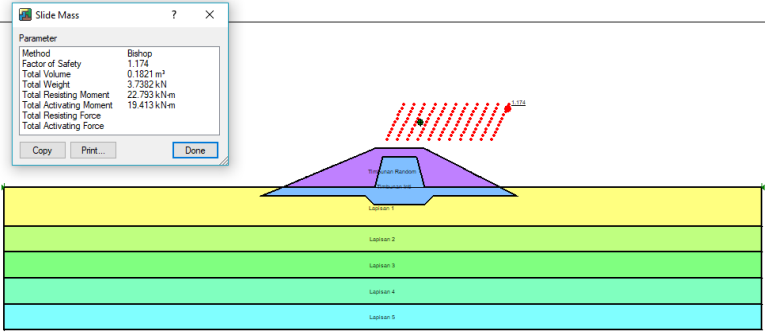 Slide Mass
Parameter
Method Bishop
Factor of Safety 1.174
Total Volume 0.1821 m³
Total Weight 3.7382 kN
Total Resisting Moment 22.793 kN-m
Total Activating Moment 19.413 kN-m
Total Resisting Force
Total Activating Force
Copy
Print...
Done
1.174
Timbunan Random
Timbunan Inti
Lapisan 1
Lapisan 2
Lapisan 3
Lapisan 4
Lapisan 5